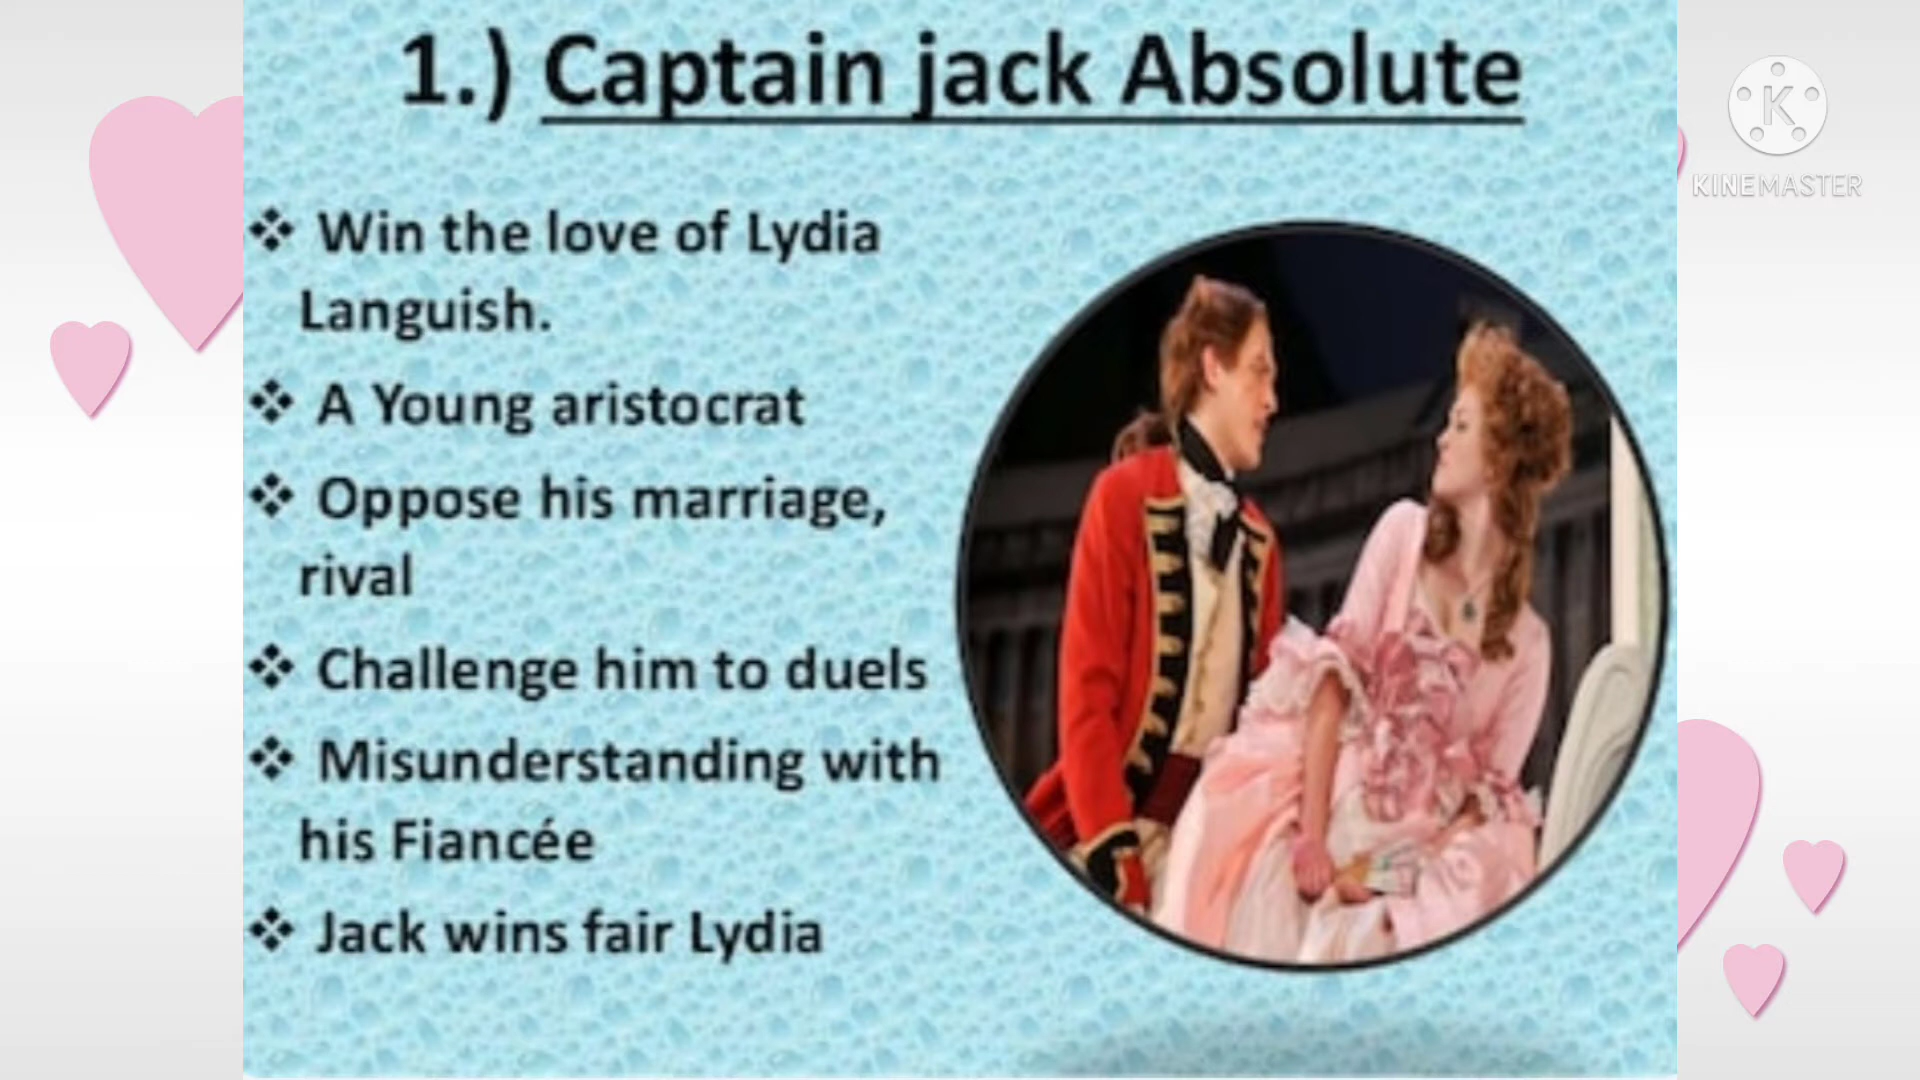 1.) Captain jack Absolute
❖ Win the love of Lydia
Languish.
❖ A Young aristocrat
❖ Oppose his marriage,
rival
❖ Challenge him to duels
❖ Misunderstanding with
his Fiancée
❖ Jack wins fair Lydia
K
KINEMASTER